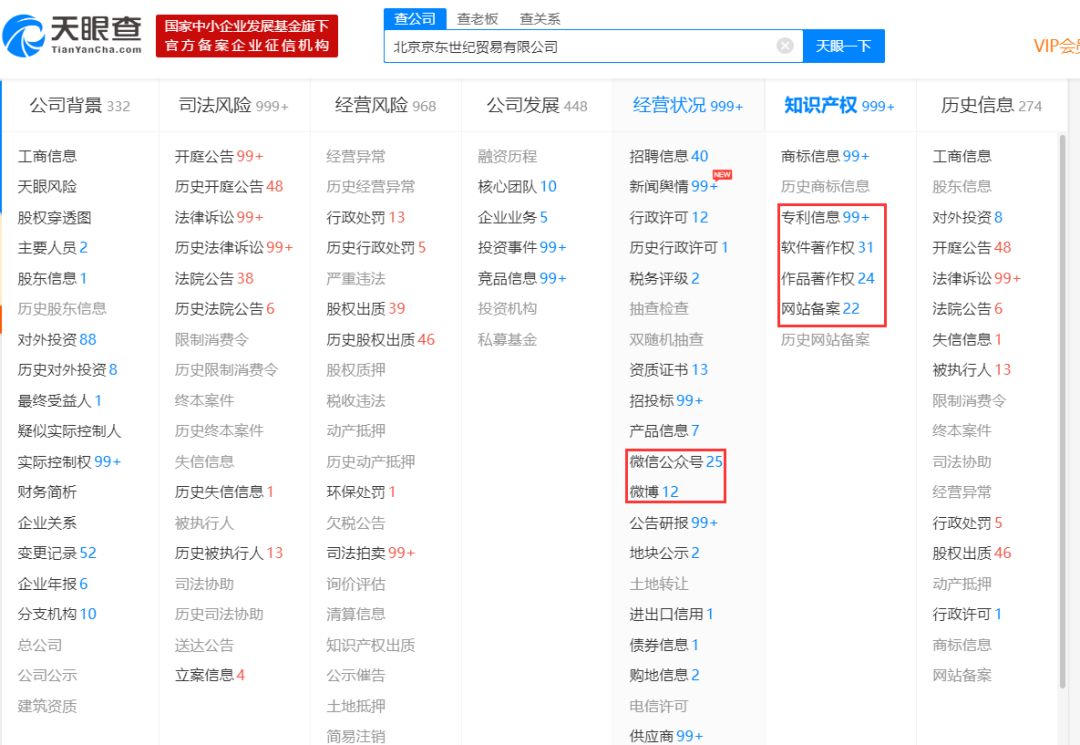 天眼查
TianYanCha.com
国家中小企业发展基金旗下
官方备案企业征信机构
查公司 查老板 查关系
北京京东世纪贸易有限公司
天眼一下
VIP会员
公司背景 332
工商信息
天眼风险
股权穿透图
主要人员 2
股东信息 1
历史股东信息
对外投资 88
历史对外投资 8
最终受益人 1
疑似实际控制人
实际控制权 99+
财务简析
企业关系
变更记录 52
企业年报 6
分支机构 10
总公司
公司公示
建筑资质
司法风险 999+
开庭公告 99+
历史开庭公告 48
法律诉讼 99+
历史法律诉讼 99+
法院公告 38
历史法院公告 6
限制消费令
历史限制消费令
终本案件
历史终本案件
失信信息
历史失信信息 1
被执行人
历史被执行人 13
司法协助
历史司法协助
送达公告
立案信息 4
经营风险 968
经营异常
历史经营异常
行政处罚 13
历史行政处罚 5
严重违法
股权出质 39
历史股权出质 46
股权质押
税收违法
动产抵押
历史动产抵押
环保处罚 1
欠税公告
司法拍卖 99+
询价评估
清算信息
知识产权出质
公示催告
土地抵押
简易注销
公司发展 448
融资历程
核心团队 10
企业业务 5
投资事件 99+
竞品信息 99+
投资机构
私募基金
经营状况 999+
招聘信息 40
新闻舆情 99+ NEW
行政许可 12
历史行政许可 1
税务评级 2
抽查检查
双随机抽查
资质证书 13
招投标 99+
产品信息 7
微信公众号 25
微博 12
公告研报 99+
地块公示 2
土地转让
进出口信用 1
债券信息 1
购地信息 2
电信许可
供应商 99+
知识产权 999+
商标信息 99+
历史商标信息
专利信息 99+
软件著作权 31
作品著作权 24
网站备案 22
历史网站备案
历史信息 274
工商信息
股东信息
对外投资 8
开庭公告 48
法律诉讼 99+
法院公告 6
失信信息 1
被执行人 13
限制消费令
终本案件
司法协助
经营异常
行政处罚 5
股权出质 46
动产抵押
行政许可 1
商标信息
网站备案